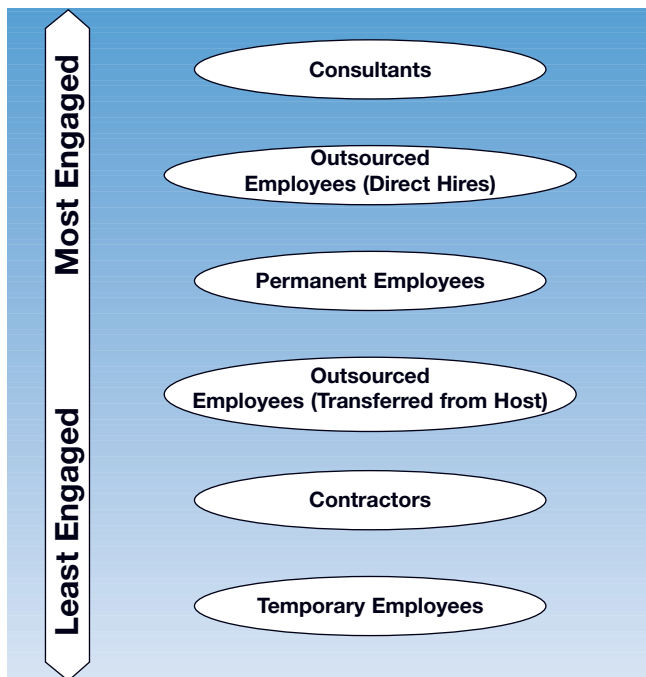 Most Engaged
Least Engaged
Consultants
Outsourced
Employees (Direct Hires)
Permanent Employees
Outsourced
Employees (Transferred from Host)
Contractors
Temporary Employees